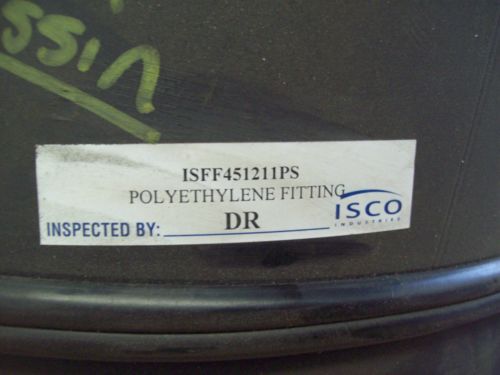 ISFF451211PS
POLYETHYLENE FITTING
INSPECTED BY: DR
ISCO
INDUSTRIES